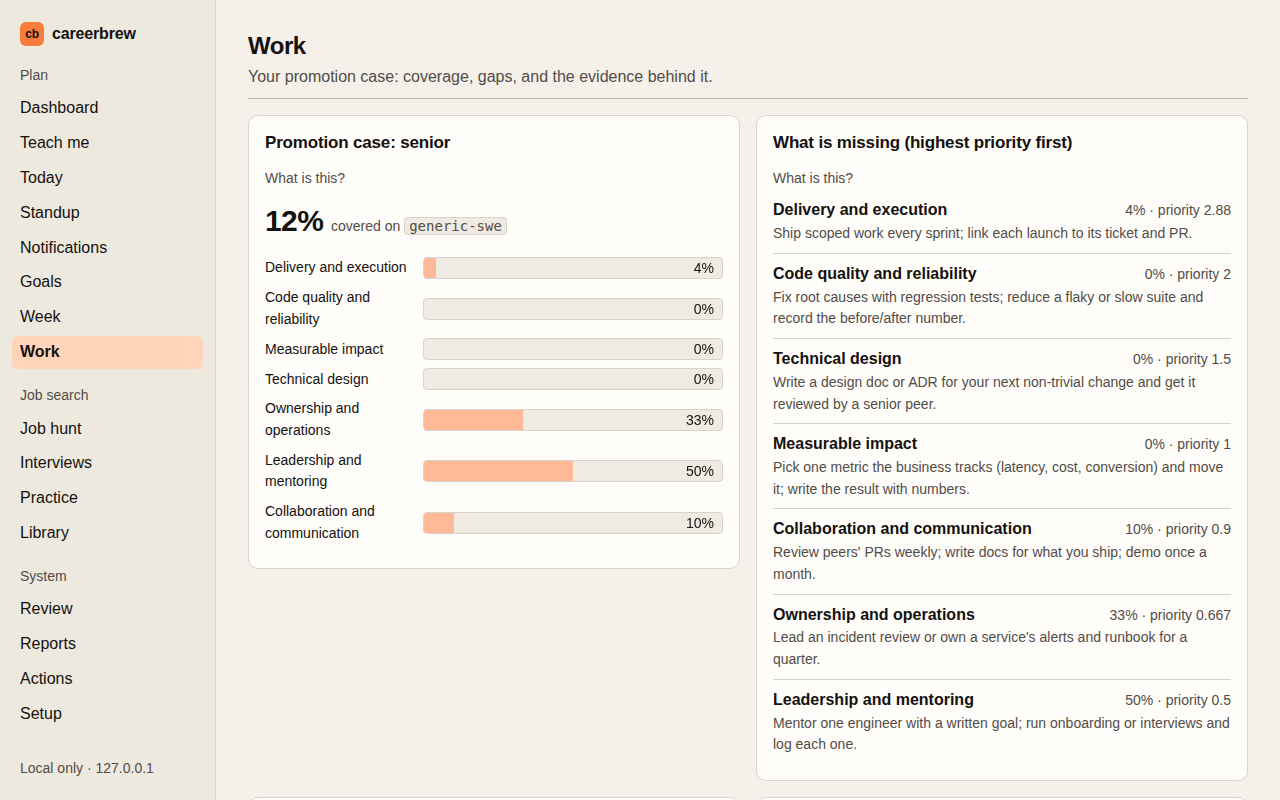 cb careerbrew
Plan
Dashboard
Teach me
Today
Standup
Notifications
Goals
Week
Work
Job search
Job hunt
Interviews
Practice
Library
System
Review
Reports
Actions
Setup
Local only · 127.0.0.1
Work
Your promotion case: coverage, gaps, and the evidence behind it.
Promotion case: senior
What is this?
12% covered on generic-swe
Delivery and execution 4%
Code quality and
reliability 0%
Measurable impact 0%
Technical design 0%
Ownership and
operations 33%
Leadership and
mentoring 50%
Collaboration and
communication 10%
What is missing (highest priority first)
What is this?
Delivery and execution 4% · priority 2.88
Ship scoped work every sprint; link each launch to its ticket and PR.
Code quality and reliability 0% · priority 2
Fix root causes with regression tests; reduce a flaky or slow suite and
record the before/after number.
Technical design 0% · priority 1.5
Write a design doc or ADR for your next non-trivial change and get it
reviewed by a senior peer.
Measurable impact 0% · priority 1
Pick one metric the business tracks (latency, cost, conversion) and move
it; write the result with numbers.
Collaboration and communication 10% · priority 0.9
Review peers' PRs weekly; write docs for what you ship; demo once a
month.
Ownership and operations 33% · priority 0.667
Lead an incident review or own a service's alerts and runbook for a
quarter.
Leadership and mentoring 50% · priority 0.5
Mentor one engineer with a written goal; run onboarding or interviews and
log each one.